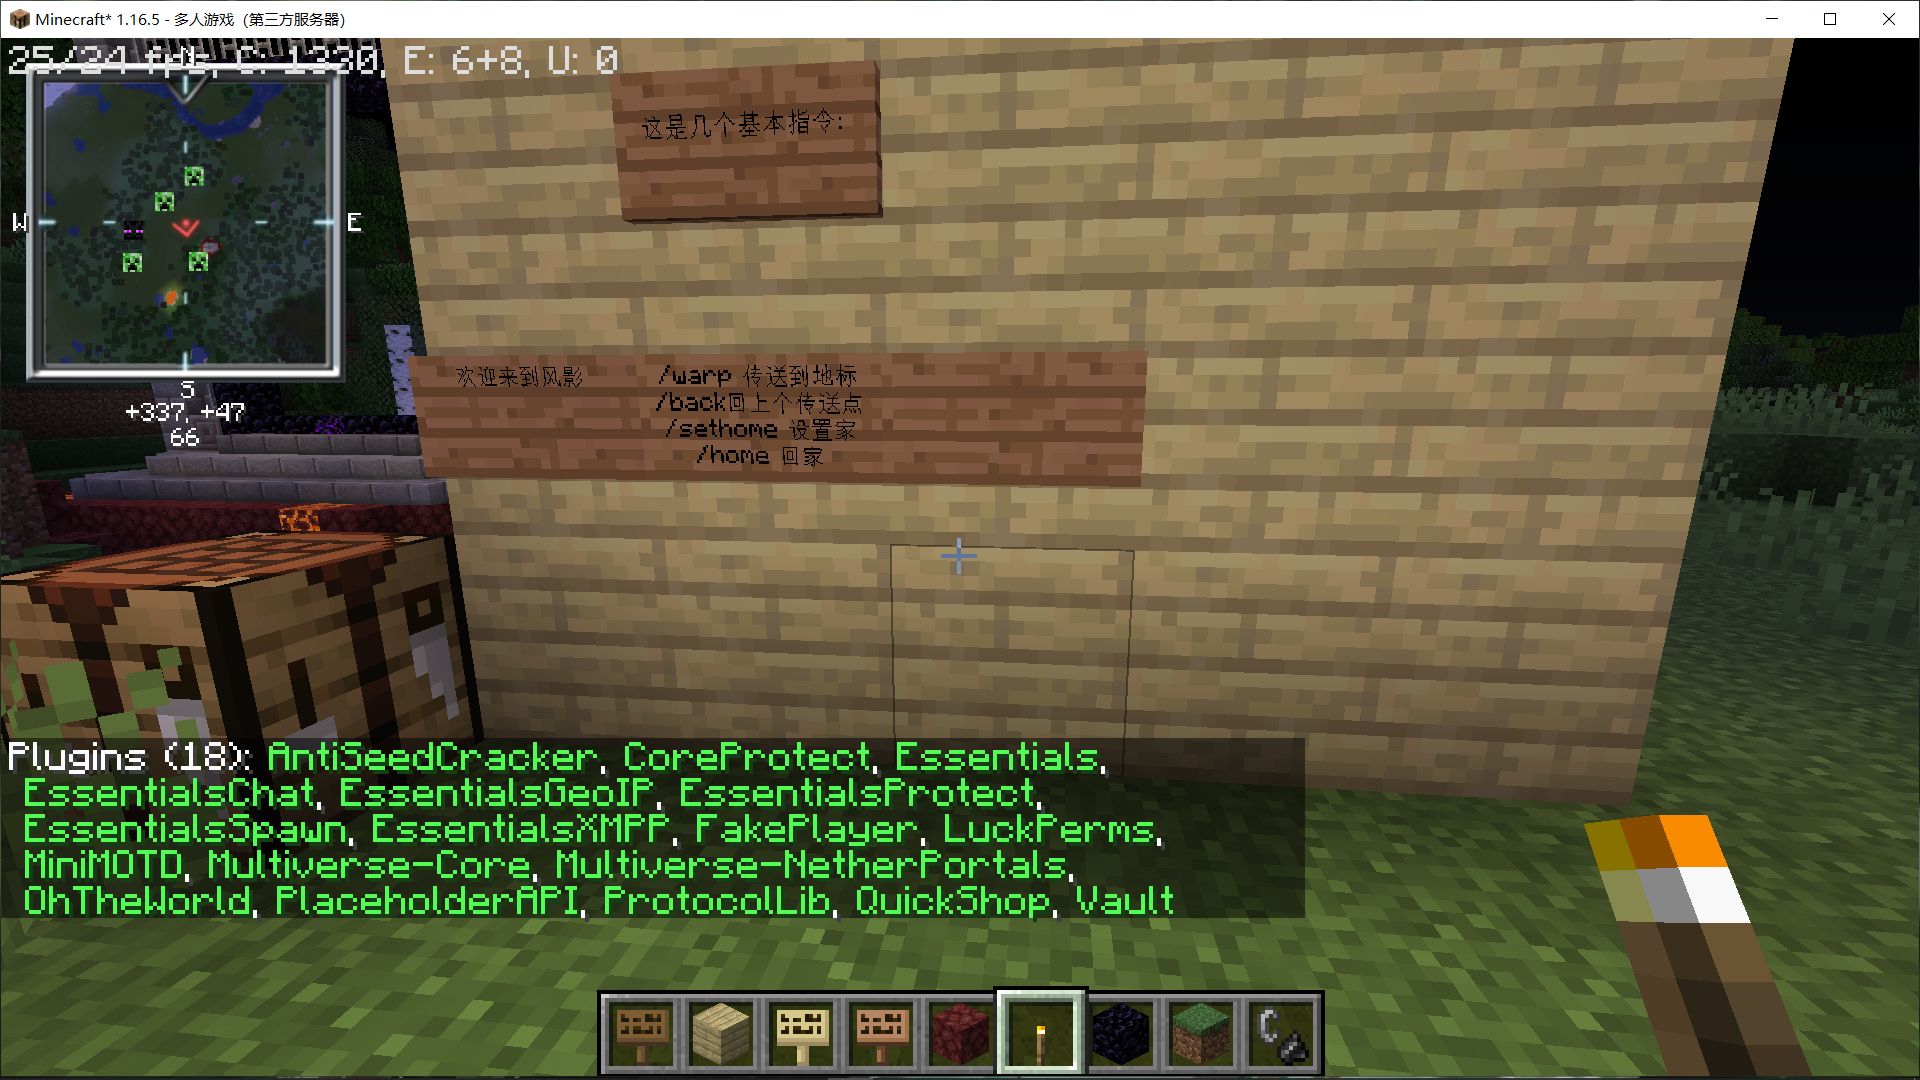 Minecraft* 1.16.5 - 多人游戏（第三方服务器）
25/24 fps, C: 1330, E: 6+8, U: 0
N
W
E
S
+337, +47
66
这是几个基本指令:
欢迎来到风影
/warp 传送到地标
/back回上个传送点
/sethome 设置家
/home 回家
Plugins (18): AntiSeedCracker, CoreProtect, Essentials,
EssentialsChat, EssentialsGeoIP, EssentialsProtect,
EssentialsSpawn, EssentialsXMPP, FakePlayer, LuckPerms,
MiniMOTD, Multiverse-Core, Multiverse-NetherPortals,
OhTheWorld, PlaceholderAPI, ProtocolLib, QuickShop, Vault